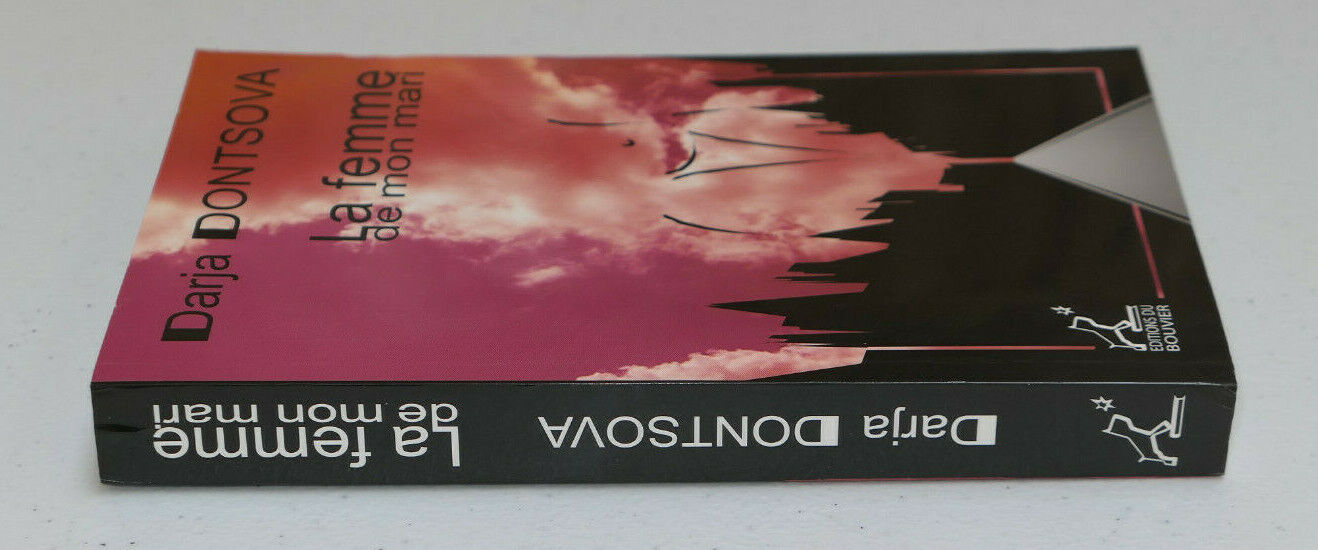 Darja DONTSOVA
La femme
de mon mari
EDITIONS DU
BOUVIER
La femme
de mon mari
Darja DONTSOVA